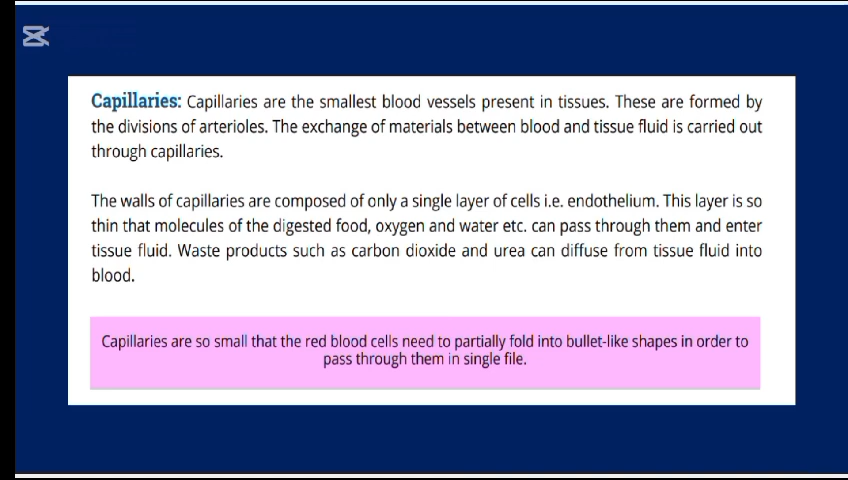 Capillaries: Capillaries are the smallest blood vessels present in tissues. These are formed by
the divisions of arterioles. The exchange of materials between blood and tissue fluid is carried out
through capillaries.
The walls of capillaries are composed of only a single layer of cells i.e. endothelium. This layer is so
thin that molecules of the digested food, oxygen and water etc. can pass through them and enter
tissue fluid. Waste products such as carbon dioxide and urea can diffuse from tissue fluid into
blood.
Capillaries are so small that the red blood cells need to partially fold into bullet-like shapes in order to
pass through them in single file.